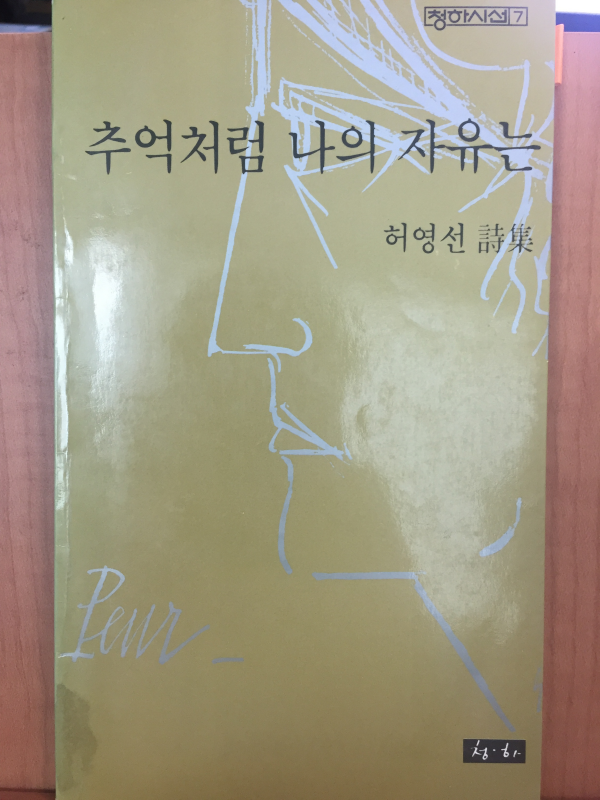 청하시선 7
추억처럼 나의 자유는
허영선 詩集
청·하